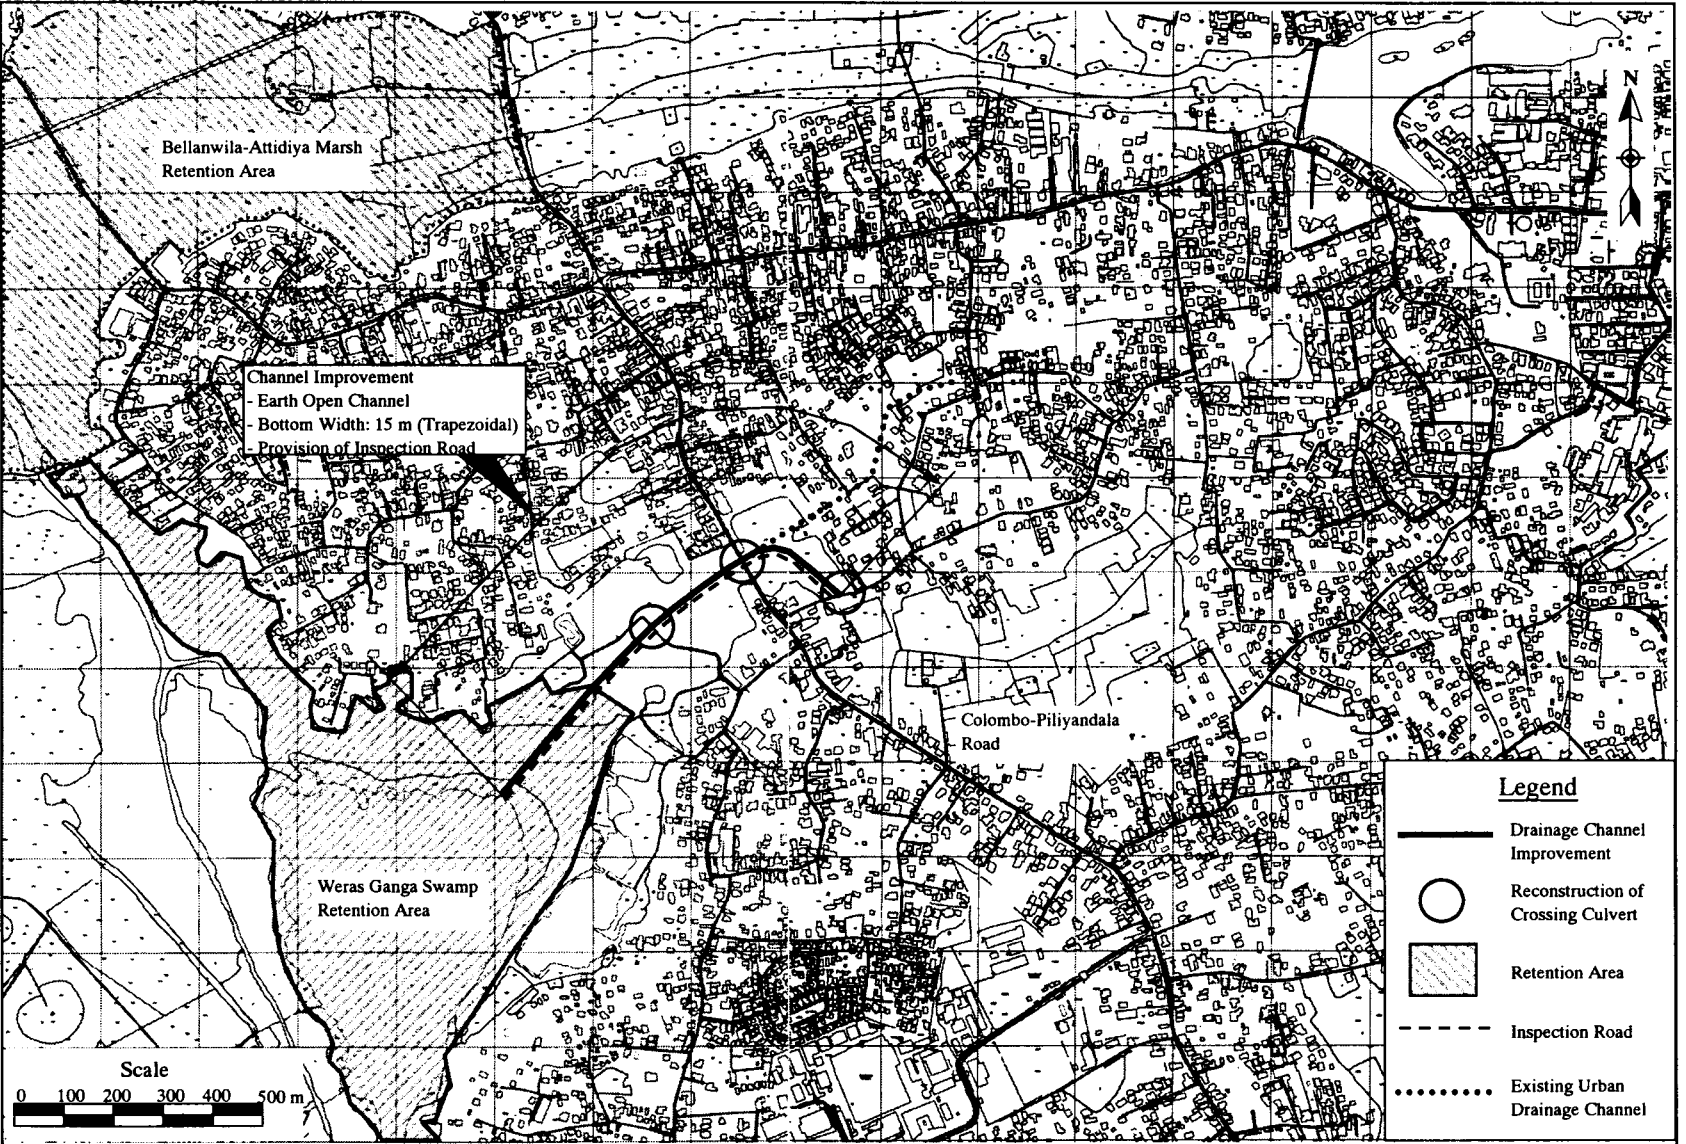 N
Bellanwila-Attidiya Marsh
Retention Area
Channel Improvement
- Earth Open Channel
- Bottom Width: 15 m (Trapezoidal)
- Provision of Inspection Road
Colombo-Piliyandala
Road
Weras Ganga Swamp
Retention Area
Legend
Drainage Channel
Improvement
Reconstruction of
Crossing Culvert
Retention Area
Inspection Road
Existing Urban
Drainage Channel
Scale
0 100 200 300 400 500 m